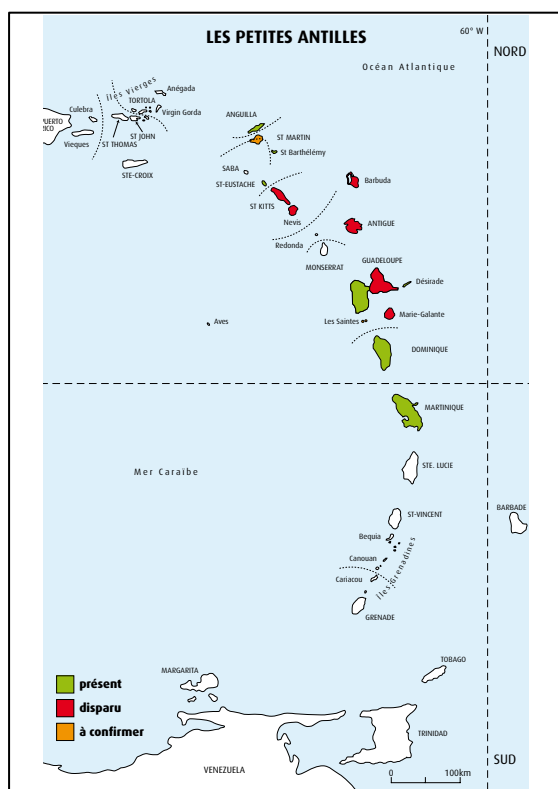 LES PETITES ANTILLES
60° W
NORD
Océan Atlantique
Îles Vierges
Anégada
TORTOLA
Virgin Gorda
Culebra
PUERTO
RICO
Vieques
ST THOMAS
ST JOHN
STE-CROIX
ANGUILLA
ST MARTIN
St Barthélémy
SABA
ST-EUSTACHE
ST KITTS
Nevis
Barbuda
ANTIGUE
Redonda
MONSERRAT
GUADELOUPE
Désirade
Les Saintes
Marie-Galante
Aves
DOMINIQUE
MARTINIQUE
Mer Caraïbe
STE. LUCIE
ST-VINCENT
BARBADE
Bequia
Canouan
Îles Grenadines
Cariacou
GRENADE
MARGARITA
TOBAGO
présent
disparu
à confirmer
TRINIDAD
VENEZUELA
SUD
0 100km